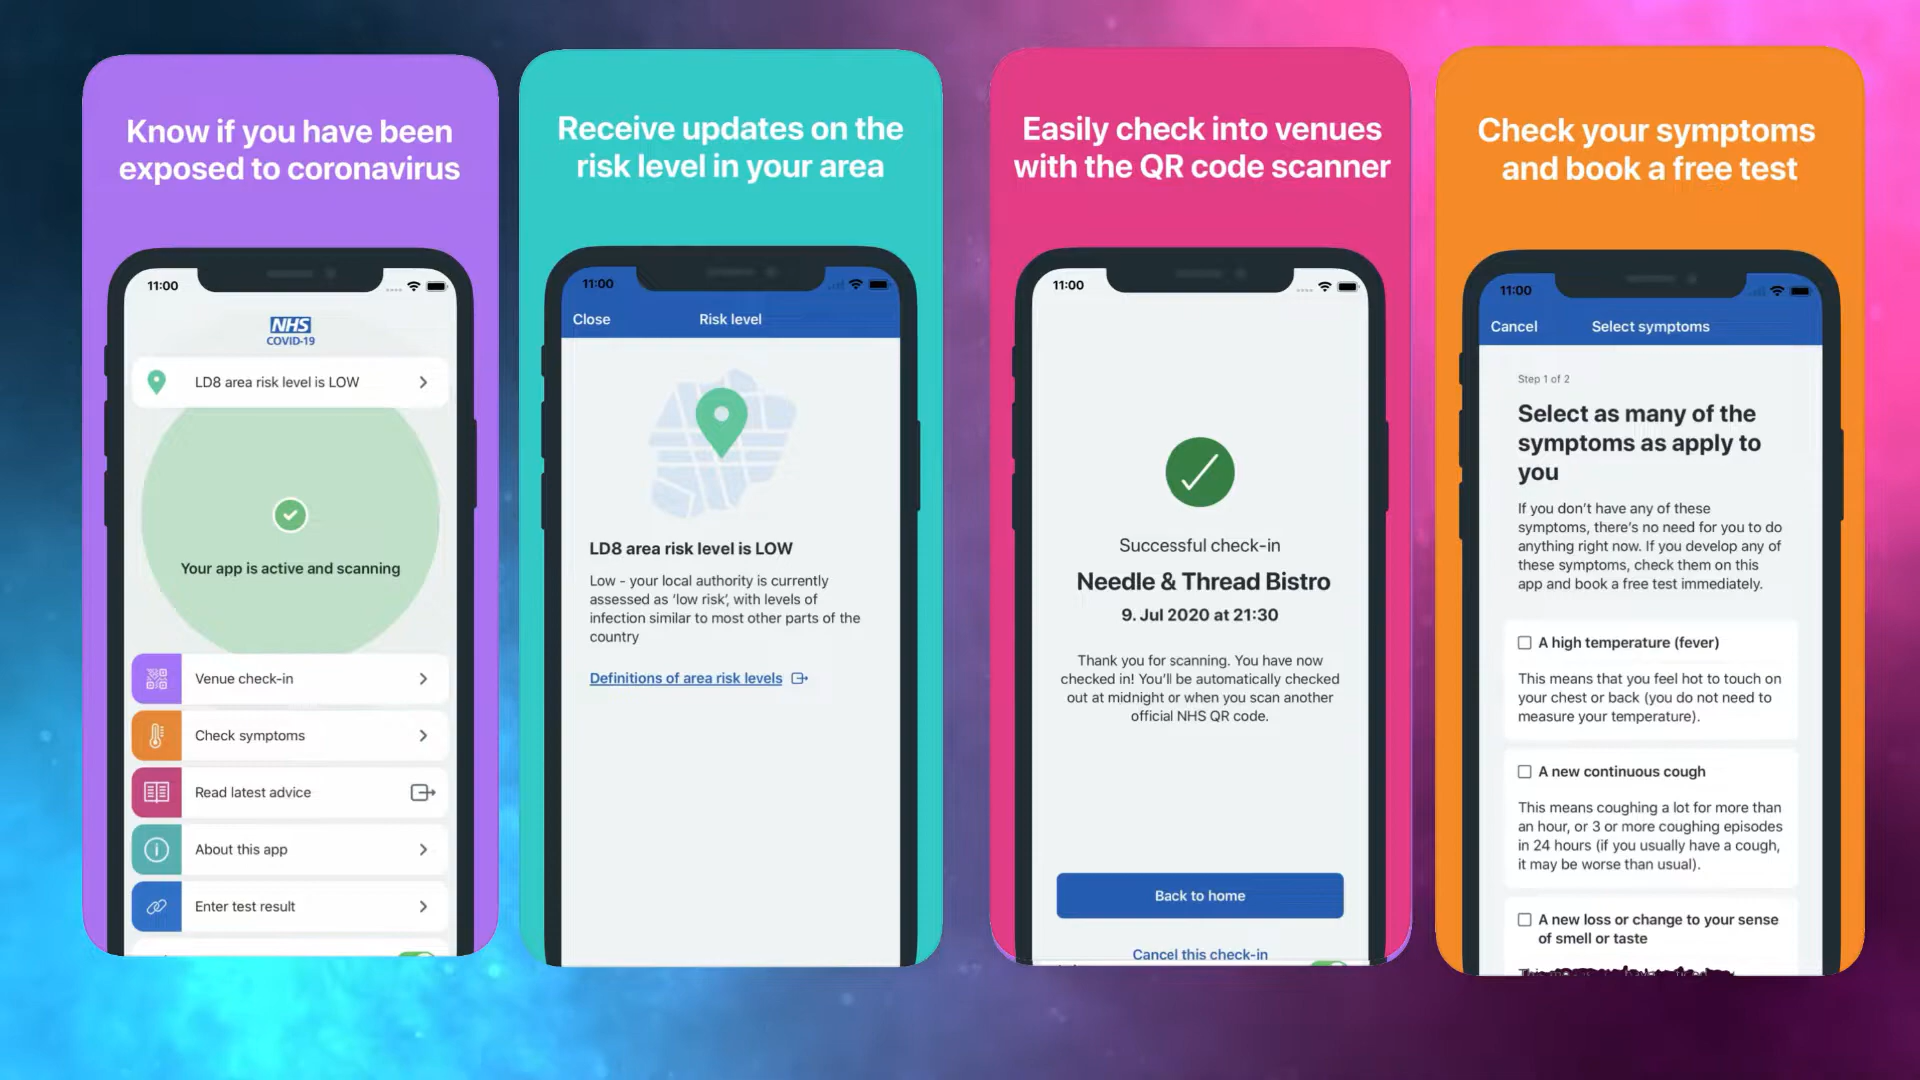 Know if you have been
exposed to coronavirus
11:00
NHS
COVID-19
LD8 area risk level is LOW
Your app is active and scanning
Venue check-in
Check symptoms
Read latest advice
About this app
Enter test result
Receive updates on the
risk level in your area
11:00
Close
Risk level
LD8 area risk level is LOW
Low - your local authority is currently
assessed as ‘low risk’, with levels of
infection similar to most other parts of the
country
Definitions of area risk levels
Easily check into venues
with the QR code scanner
11:00
Successful check-in
Needle & Thread Bistro
9. Jul 2020 at 21:30
Thank you for scanning. You have now
checked in! You’ll be automatically checked
out at midnight or when you scan another
official NHS QR code.
Back to home
Cancel this check-in
Check your symptoms
and book a free test
11:00
Cancel
Select symptoms
Step 1 of 2
Select as many of the
symptoms as apply to
you
If you don’t have any of these
symptoms, there’s no need for you to do
anything right now. If you develop any of
these symptoms, check them on this
app and book a free test immediately.
A high temperature (fever)
This means that you feel hot to touch on
your chest or back (you do not need to
measure your temperature).
A new continuous cough
This means coughing a lot for more than
an hour, or 3 or more coughing episodes
in 24 hours (if you usually have a cough,
it may be worse than usual).
A new loss or change to your sense
of smell or taste